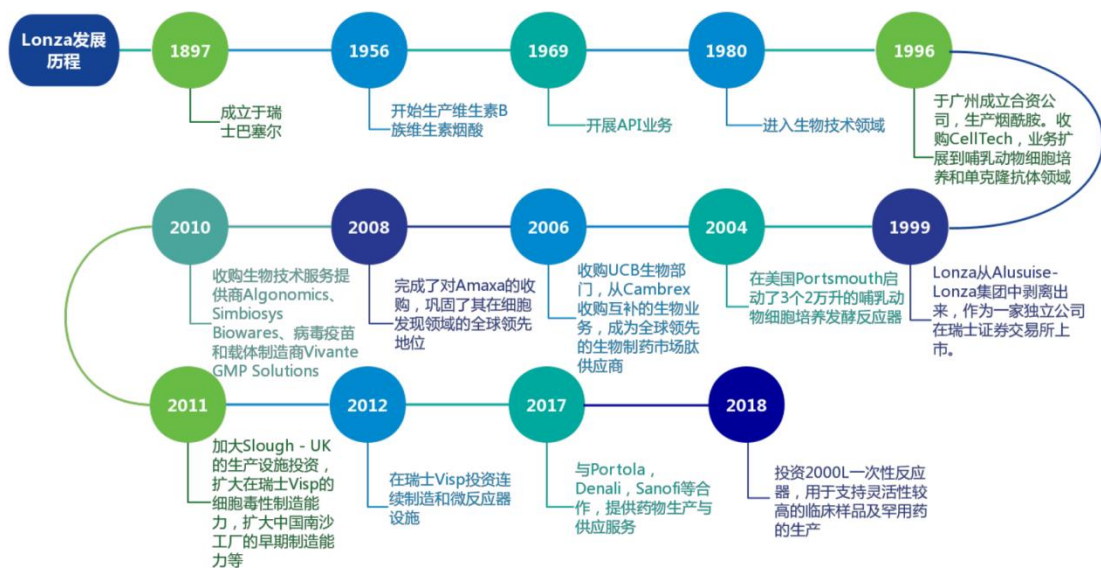 Lonza发展
历程
1897
1956
1969
1980
1996
成立于瑞
士巴塞尔
开始生产维生素B
族维生素烟酸
开展API业务
进入生物技术领域
于广州成立合资公
司，生产烟酰胺。收
购CellTech，业务扩
展到哺乳动物细胞培
养和单克隆抗体领域
2010
2008
2006
2004
1999
收购生物技术服务提
供商Algonomics、
Simbiosys
Biowares、病毒疫苗
和载体制造商Vivante
GMP Solutions
完成了对Amaxa的收
购，巩固了其在细胞
发现领域的全球领先
地位
收购UCB生物部
门，从Cambrex
收购互补的生物业
务，成为全球领先
的生物制药市场肽
供应商
在美国Portsmouth启
动了3个2万升的哺乳动
物细胞培养发酵反应器
Lonza从Alusuise-
Lonza集团中剥离出
来，作为一家独立公司
在瑞士证券交易所上
市。
2011
2012
2017
2018
加大Slough - UK
的生产设施投资，
扩大在瑞士Visp的
细胞毒性制造能
力，扩大中国南沙
工厂的早期制造能
力等
在瑞士Visp投资连
续制造和微反应器
设施
与Portola，
Denali，Sanofi等合
作，提供药物生产与
供应服务
投资2000L一次性反应
器，用于支持灵活性较
高的临床样品及罕用药
的生产